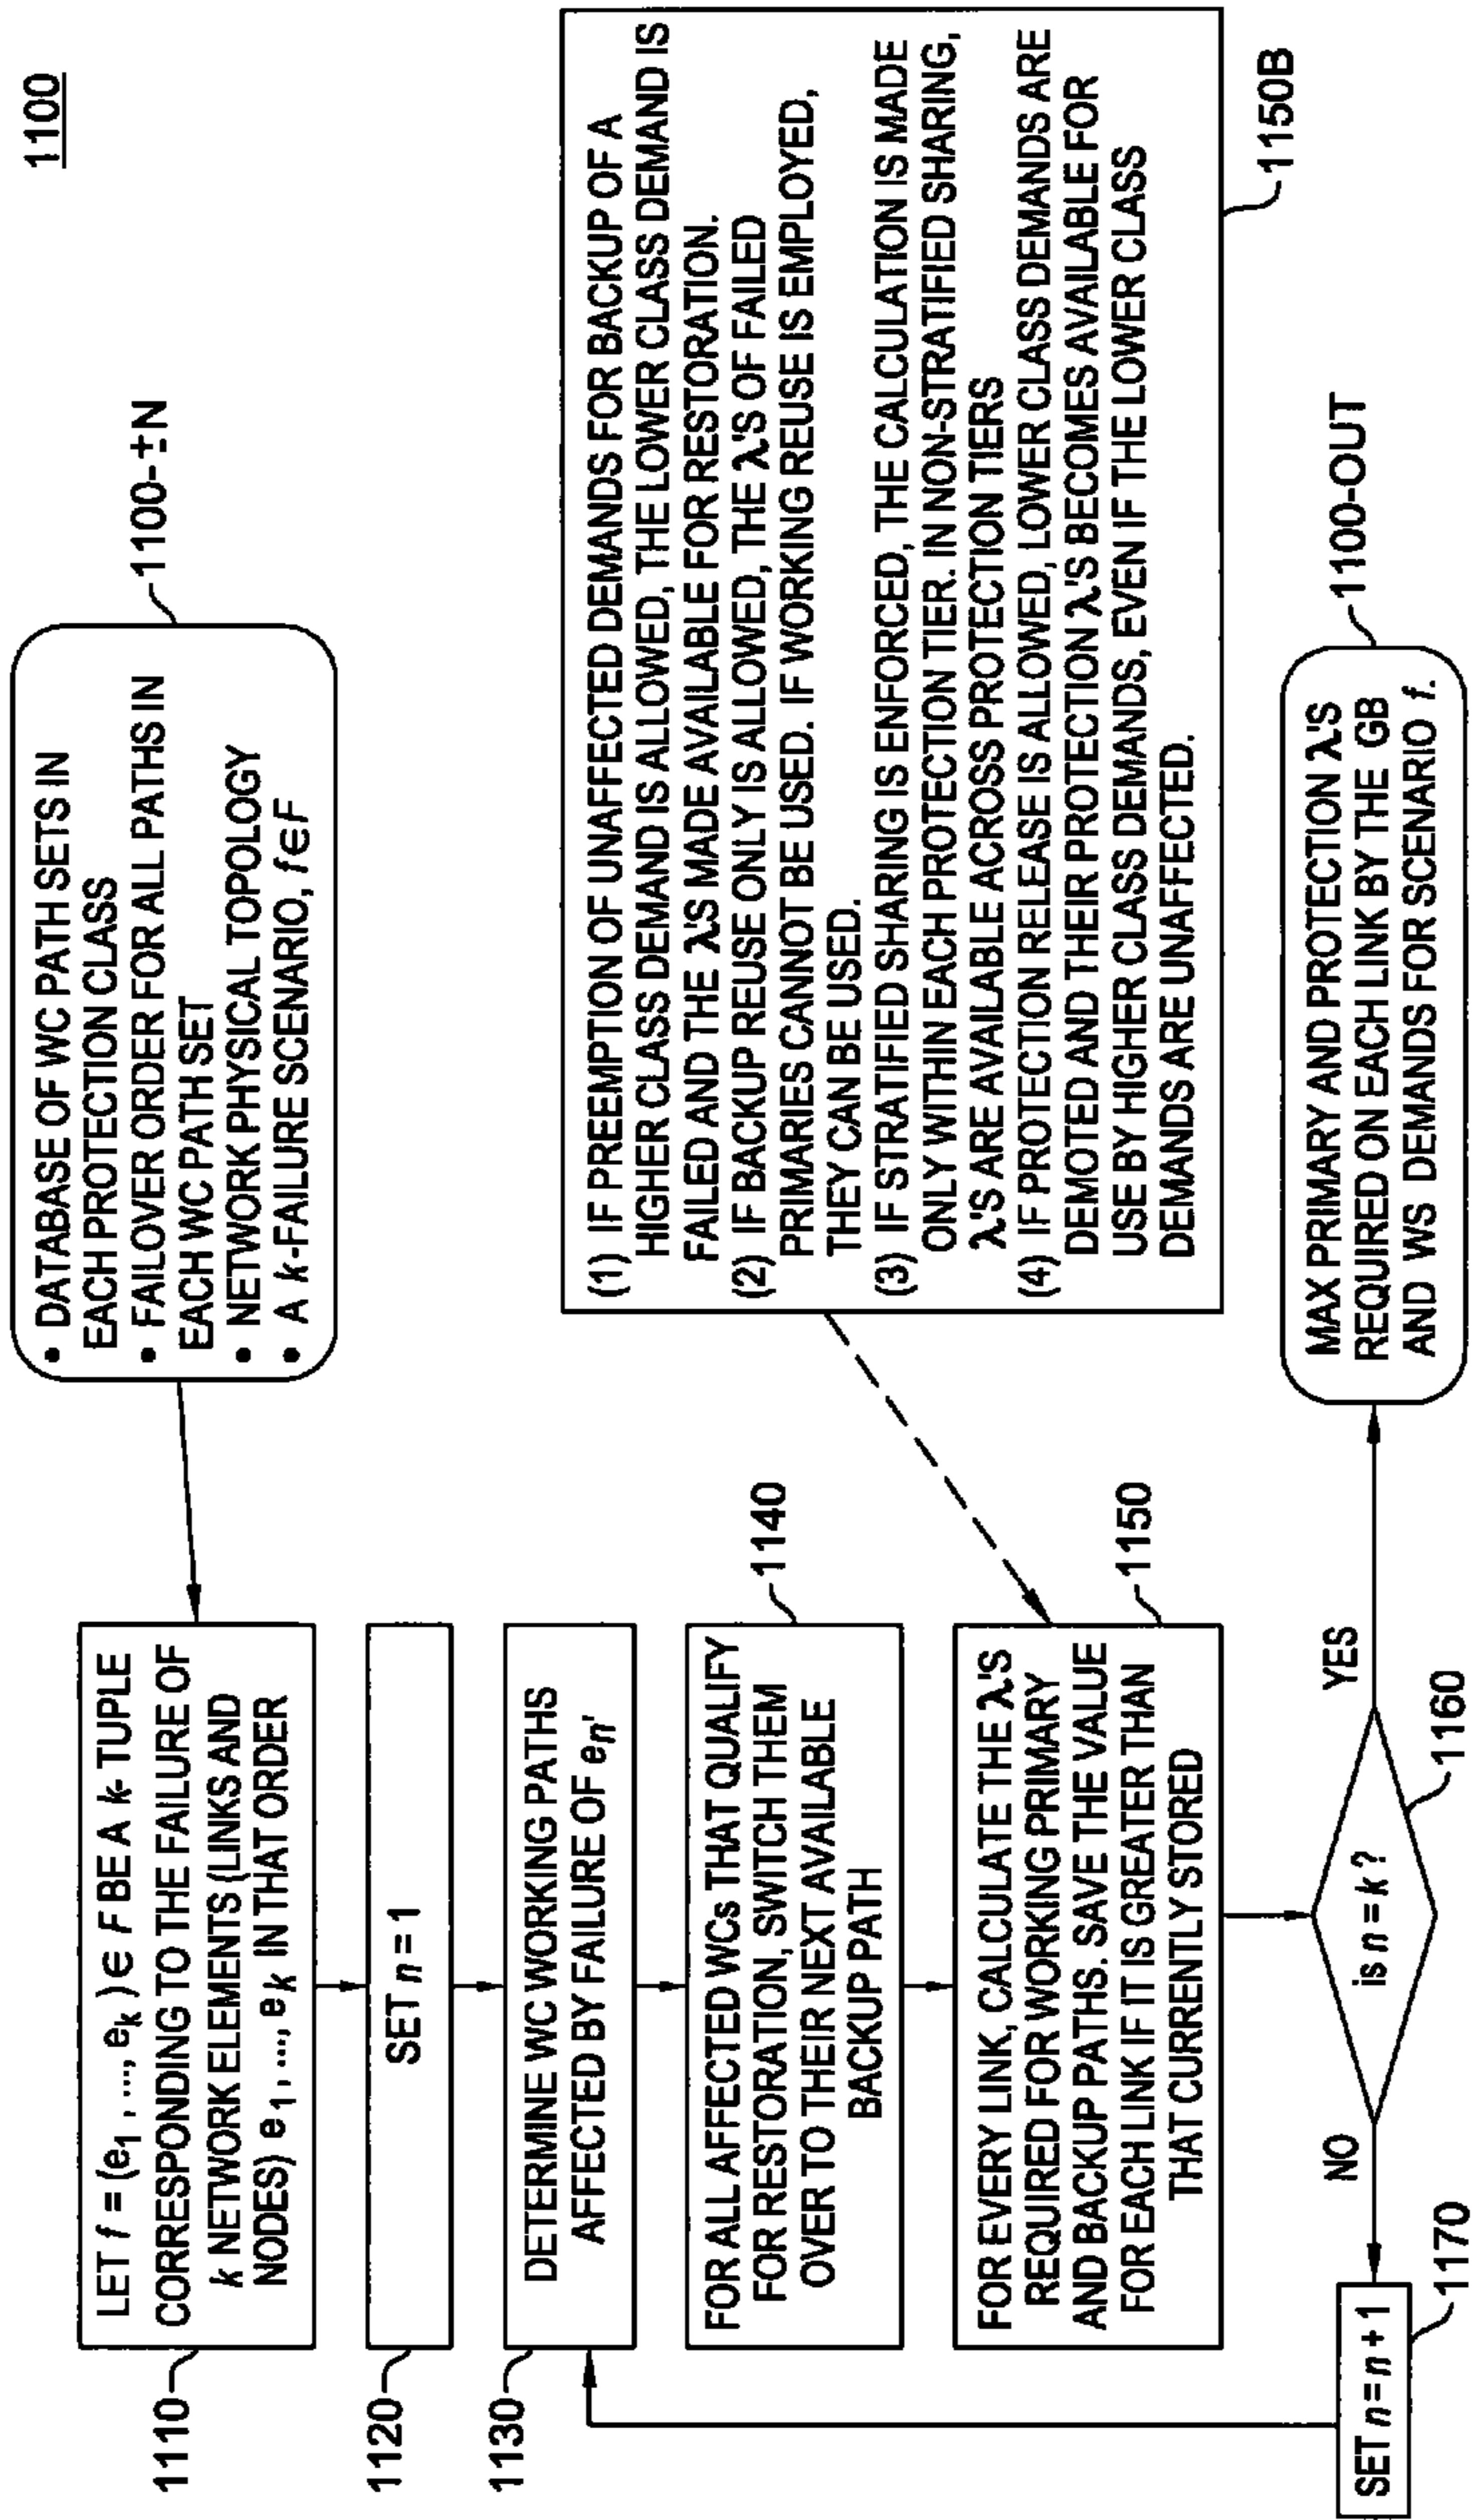 1100
• DATABASE OF WC PATH SETS IN
EACH PROTECTION CLASS
• FAILOVER ORDER FOR ALL PATHS IN
EACH WC PATH SET
• NETWORK PHYSICAL TOPOLOGY
• A k-FAILURE SCENARIO, f∈F
1100-±N
1110
LET f = (e1 , ..., ek ) ∈ F BE A k-TUPLE
CORRESPONDING TO THE FAILURE OF
k NETWORK ELEMENTS (LINKS AND
NODES) e1 , ..., ek IN THAT ORDER
1120
SET n = 1
1130
DETERMINE WC WORKING PATHS
AFFECTED BY FAILURE OF en'
1140
FOR ALL AFFECTED WCs THAT QUALIFY
FOR RESTORATION, SWITCH THEM
OVER TO THEIR NEXT AVAILABLE
BACKUP PATH
1150
FOR EVERY LINK, CALCULATE THE λ'S
REQUIRED FOR WORKING PRIMARY
AND BACKUP PATHS. SAVE THE VALUE
FOR EACH LINK IF IT IS GREATER THAN
THAT CURRENTLY STORED
(1) IF PREEMPTION OF UNAFFECTED DEMANDS FOR BACKUP OF A
HIGHER CLASS DEMAND IS ALLOWED, THE LOWER CLASS DEMAND IS
FAILED AND THE λ'S MADE AVAILABLE FOR RESTORATION.
(2) IF BACKUP REUSE ONLY IS ALLOWED, THE λ'S OF FAILED
PRIMARIES CANNOT BE USED. IF WORKING REUSE IS EMPLOYED,
THEY CAN BE USED.
(3) IF STRATIFIED SHARING IS ENFORCED, THE CALCULATION IS MADE
ONLY WITHIN EACH PROTECTION TIER. IN NON-STRATIFIED SHARING,
λ'S ARE AVAILABLE ACROSS PROTECTION TIERS
(4) IF PROTECTION RELEASE IS ALLOWED, LOWER CLASS DEMANDS ARE
DEMOTED AND THEIR PROTECTION λ'S BECOMES AVAILABLE FOR
USE BY HIGHER CLASS DEMANDS, EVEN IF THE LOWER CLASS
DEMANDS ARE UNAFFECTED.
1150B
is n = k?
1160
NO
YES
SET n = n + 1
1170
MAX PRIMARY AND PROTECTION λ'S
REQUIRED ON EACH LINK BY THE GB
AND WS DEMANDS FOR SCENARIO f.
1100-OUT